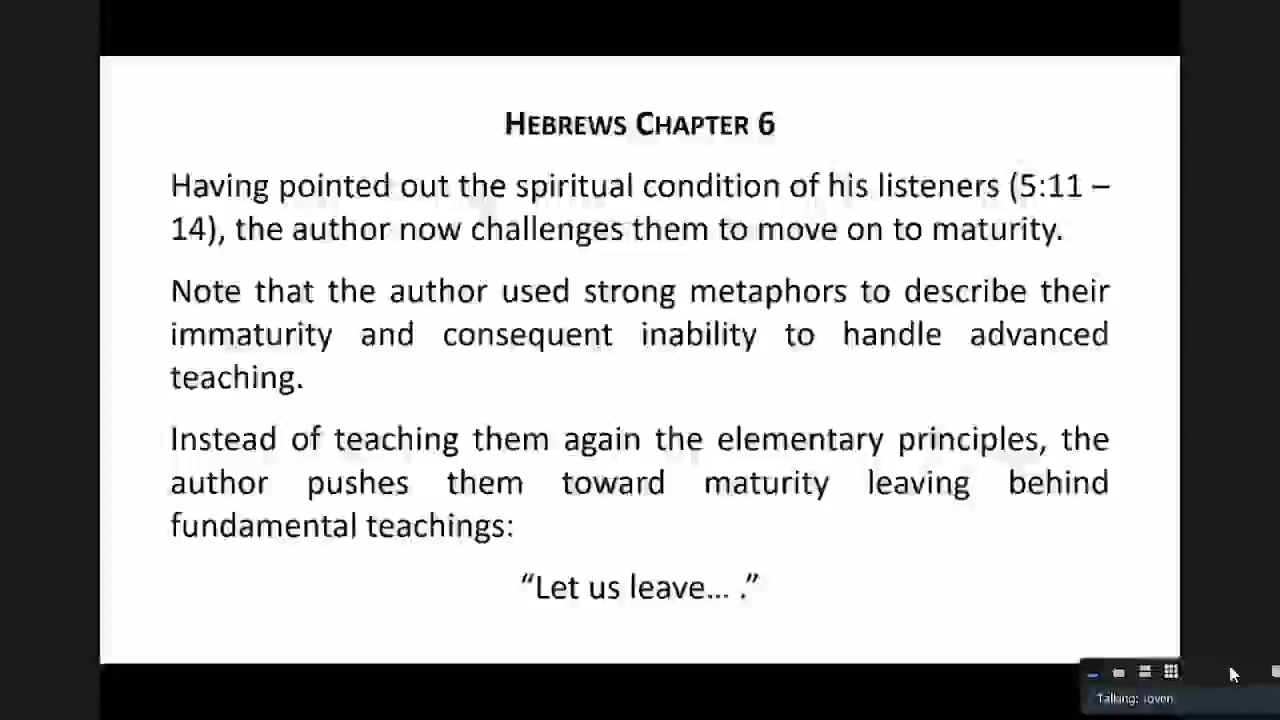 HEBREWS CHAPTER 6
Having pointed out the spiritual condition of his listeners (5:11 –
14), the author now challenges them to move on to maturity.
Note that the author used strong metaphors to describe their
immaturity and consequent inability to handle advanced
teaching.
Instead of teaching them again the elementary principles, the
author pushes them toward maturity leaving behind
fundamental teachings:
“Let us leave… .”
Talking: